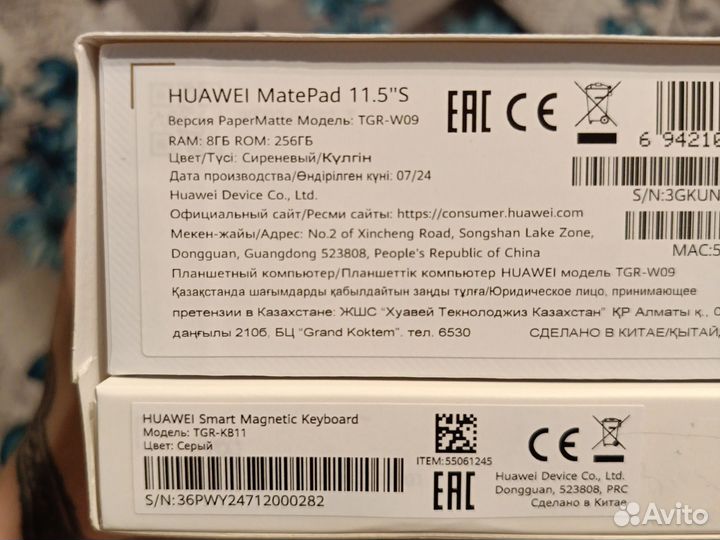 HUAWEI MatePad 11.5"S
Версия PaperMatte Модель: TGR-W09
RAM: 8ГБ ROM: 256ГБ
Цвет/Түсі: Сиреневый/Күлгін
Дата производства/Өндірілген күні: 07/24
Huawei Device Co., Ltd.
Официальный сайт/Ресми сайты: https://consumer.huawei.com
Мекен-жайы/Адрес: No.2 of Xincheng Road, Songshan Lake Zone,
Dongguan, Guangdong 523808, People's Republic of China
Планшетный компьютер/Планшеттік компьютер HUAWEI модель TGR-W09
Қазақстанда шағымдарды қабылдайтын заңды тұлға/Юридическое лицо, принимающее
претензии в Казахстане: ЖШС "Хуавей Текнолоджиз Казахстан" ҚР Алматы қ.,
даңғылы 210б, БЦ "Grand Koktem". тел. 6530
СДЕЛАНО В КИТАЕ/ҚЫТАЙ
EAC CE
6 94210
S/N:3GKUN
MAC:5
HUAWEI Smart Magnetic Keyboard
Модель: TGR-KB11
Цвет: Серый
S/N:36PWY24712000282
ITEM:55061245
EAC
CE
Huawei Device Co., Ltd.
Dongguan, 523808, PRC
Сделано в Китае
Avito